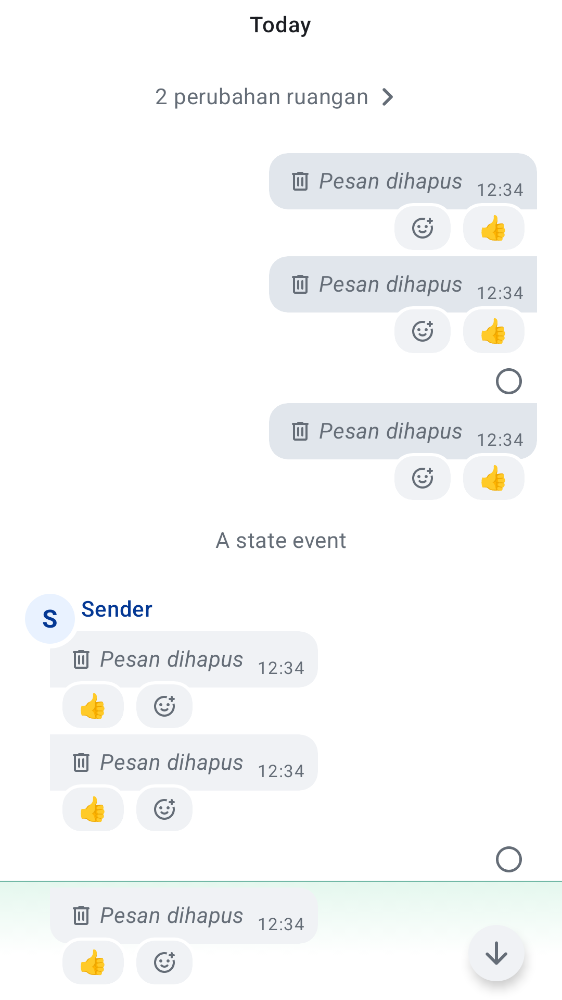 Today
2 perubahan ruangan
Pesan dihapus 12:34
👍
Pesan dihapus 12:34
👍
Pesan dihapus 12:34
👍
A state event
S Sender
Pesan dihapus 12:34
👍
Pesan dihapus 12:34
👍
Pesan dihapus 12:34
👍